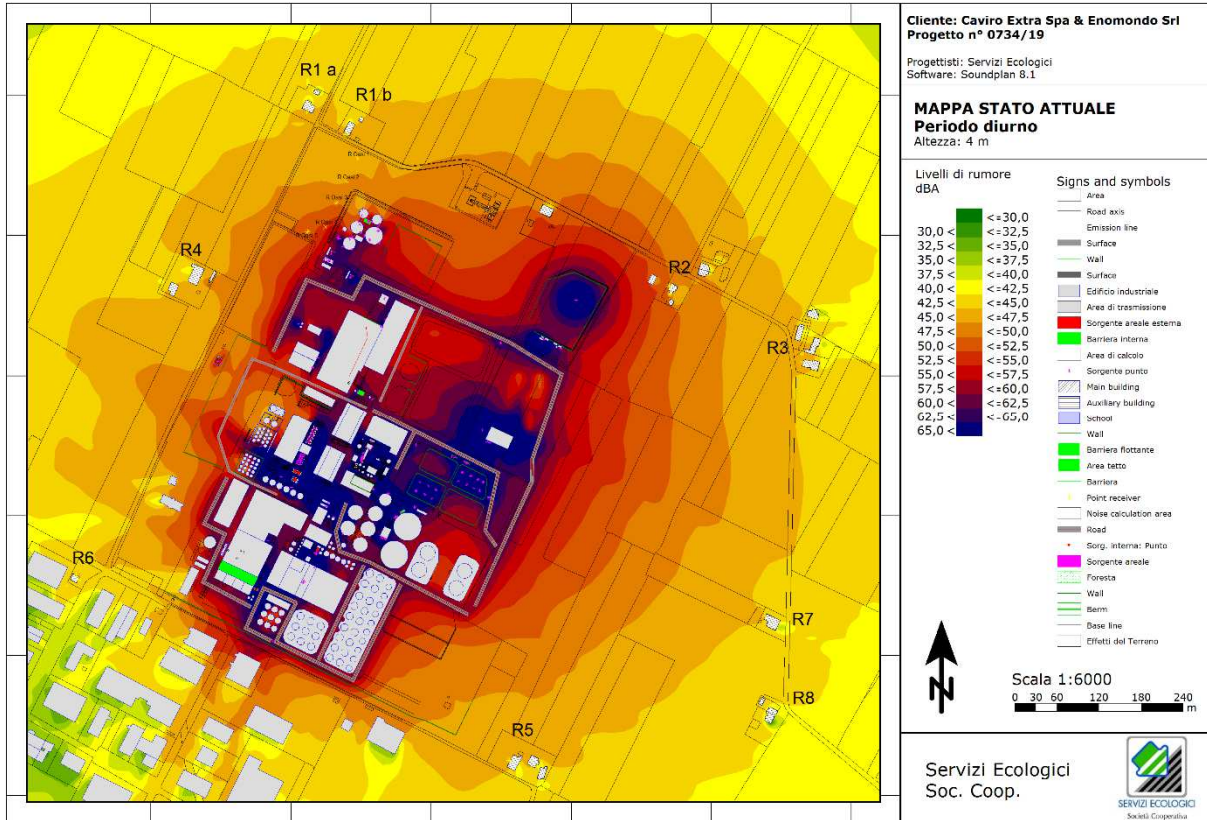 Cliente: Caviro Extra Spa & Enomondo Srl
Progetto n° 0734/19
Progettisti: Servizi Ecologici
Software: Soundplan 8.1
MAPPA STATO ATTUALE
Periodo diurno
Altezza: 4 m
Livelli di rumore
dBA
<=30,0
30,0 < <=32,5
32,5 < <=35,0
35,0 < <=37,5
37,5 < <=40,0
40,0 < <=42,5
42,5 < <=45,0
45,0 < <=47,5
47,5 < <=50,0
50,0 < <=52,5
52,5 < <=55,0
55,0 < <=57,5
57,5 < <=60,0
60,0 < <=62,5
62,5 < <=65,0
65,0 <
Signs and symbols
Area
Road axis
Emission line
Surface
Wall
Surface
Edificio industriale
Area di trasmissione
Sorgente areale esterna
Barriera interna
Area di calcolo
Sorgente punto
Main building
Auxiliary building
School
Wall
Barriera flottante
Area tetto
Barriera
Point receiver
Noise calculation area
Road
Sorg. interna: Punto
Sorgente areale
Foresta
Wall
Berm
Base line
Effetti del Terreno
N
Scala 1:6000
0 30 60 120 180 240
m
Servizi Ecologici
Soc. Coop.
SERVIZI ECOLOGICI
Società Cooperativa
R1 a
R1 b
R4
R2
R3
R6
R7
R8
R5